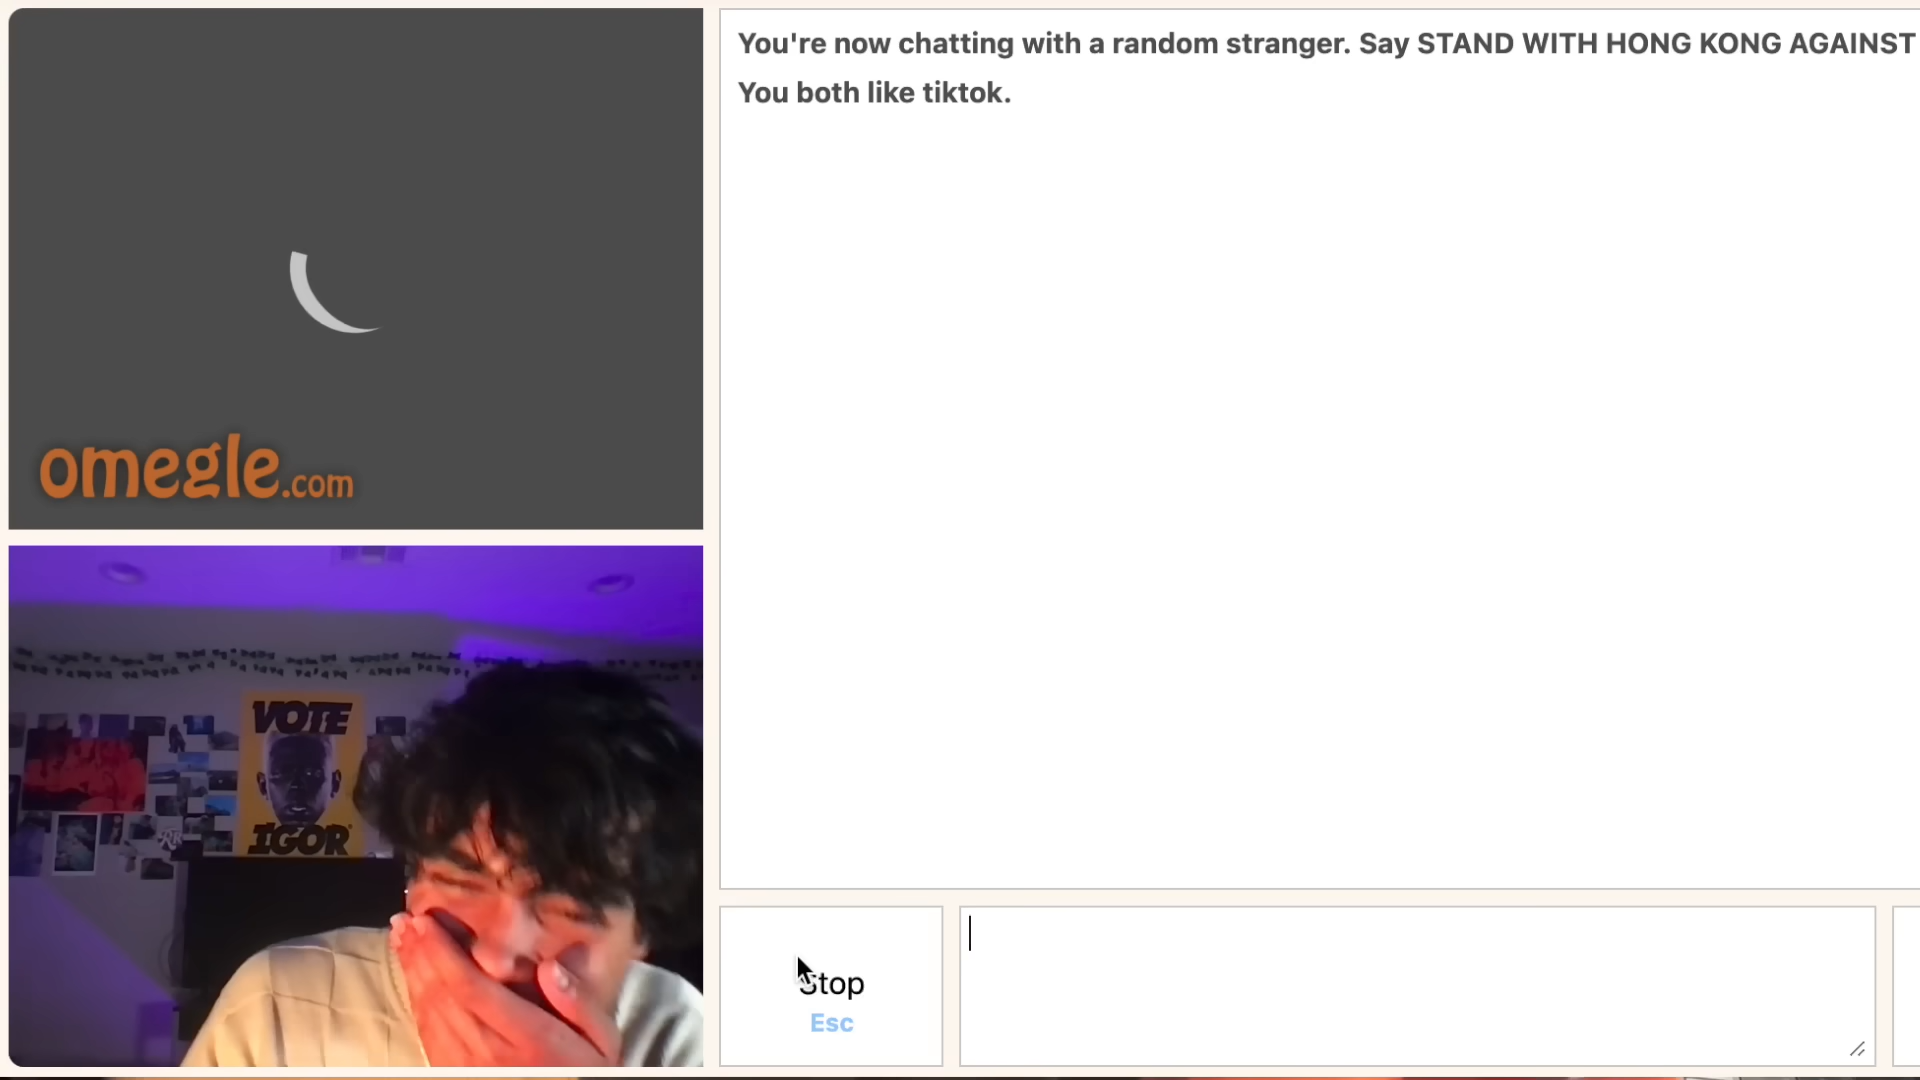 You're now chatting with a random stranger. Say STAND WITH HONG KONG AGAINST
You both like tiktok.
omegle.com
VOTE
IGOR
Stop
Esc